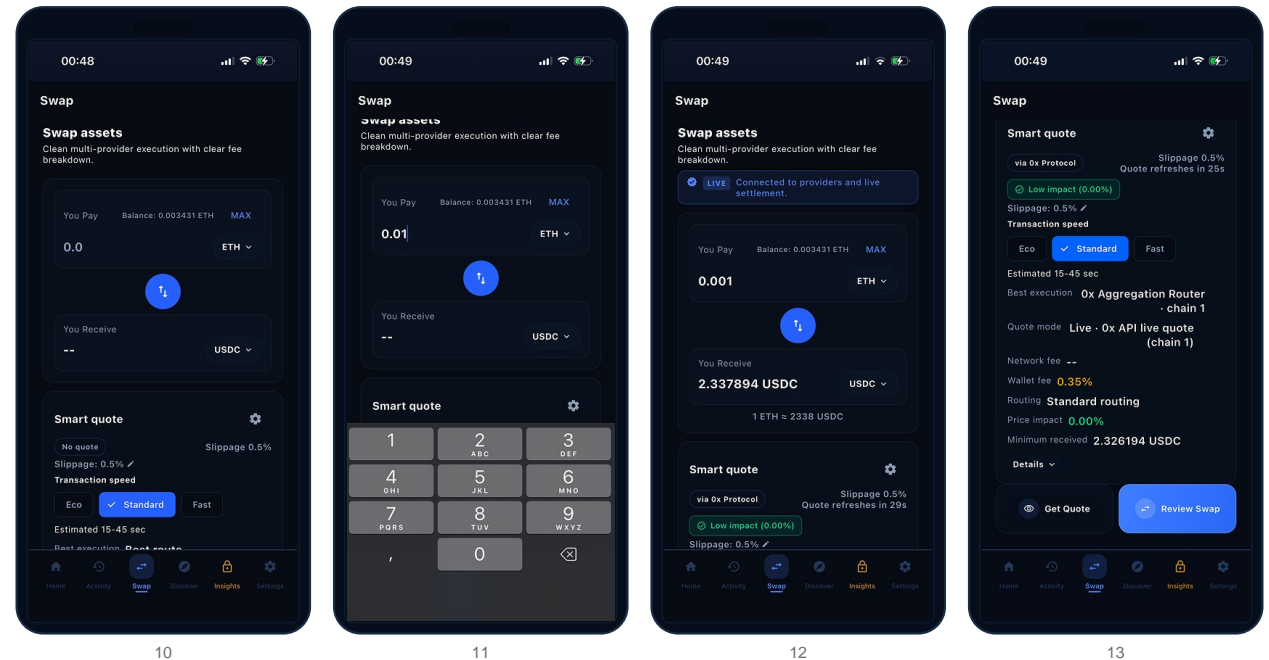 00:48
Swap
Swap assets
Clean multi-provider execution with clear fee
breakdown.
You Pay Balance: 0.003431 ETH MAX
0.0 ETH
You Receive
-- USDC
Smart quote
No quote Slippage 0.5%
Slippage: 0.5%
Transaction speed
Eco Standard Fast
Estimated 15-45 sec
Best execution Best route
Home Activity Swap Discover Insights Settings
10
00:49
Swap
Swap assets
Clean multi-provider execution with clear fee
breakdown.
You Pay Balance: 0.003431 ETH MAX
0.01 ETH
You Receive
-- USDC
Smart quote
1 2 3
ABC DEF
4 5 6
GHI JKL MNO
7 8 9
PQRS TUV WXYZ
, 0
11
00:49
Swap
Swap assets
Clean multi-provider execution with clear fee
breakdown.
LIVE Connected to providers and live
settlement.
You Pay Balance: 0.003431 ETH MAX
0.001 ETH
You Receive
2.337894 USDC USDC
1 ETH ≈ 2338 USDC
Smart quote
via 0x Protocol Slippage 0.5%
Quote refreshes in 29s
Low impact (0.00%)
Slippage: 0.5%
Home Activity Swap Discover Insights Settings
12
00:49
Swap
Smart quote
via 0x Protocol Slippage 0.5%
Quote refreshes in 25s
Low impact (0.00%)
Slippage: 0.5%
Transaction speed
Eco Standard Fast
Estimated 15-45 sec
Best execution 0x Aggregation Router
· chain 1
Quote mode Live · 0x API live quote
(chain 1)
Network fee --
Wallet fee 0.35%
Routing Standard routing
Price impact 0.00%
Minimum received 2.326194 USDC
Details
Get Quote Review Swap
Home Activity Swap Discover Insights Settings
13